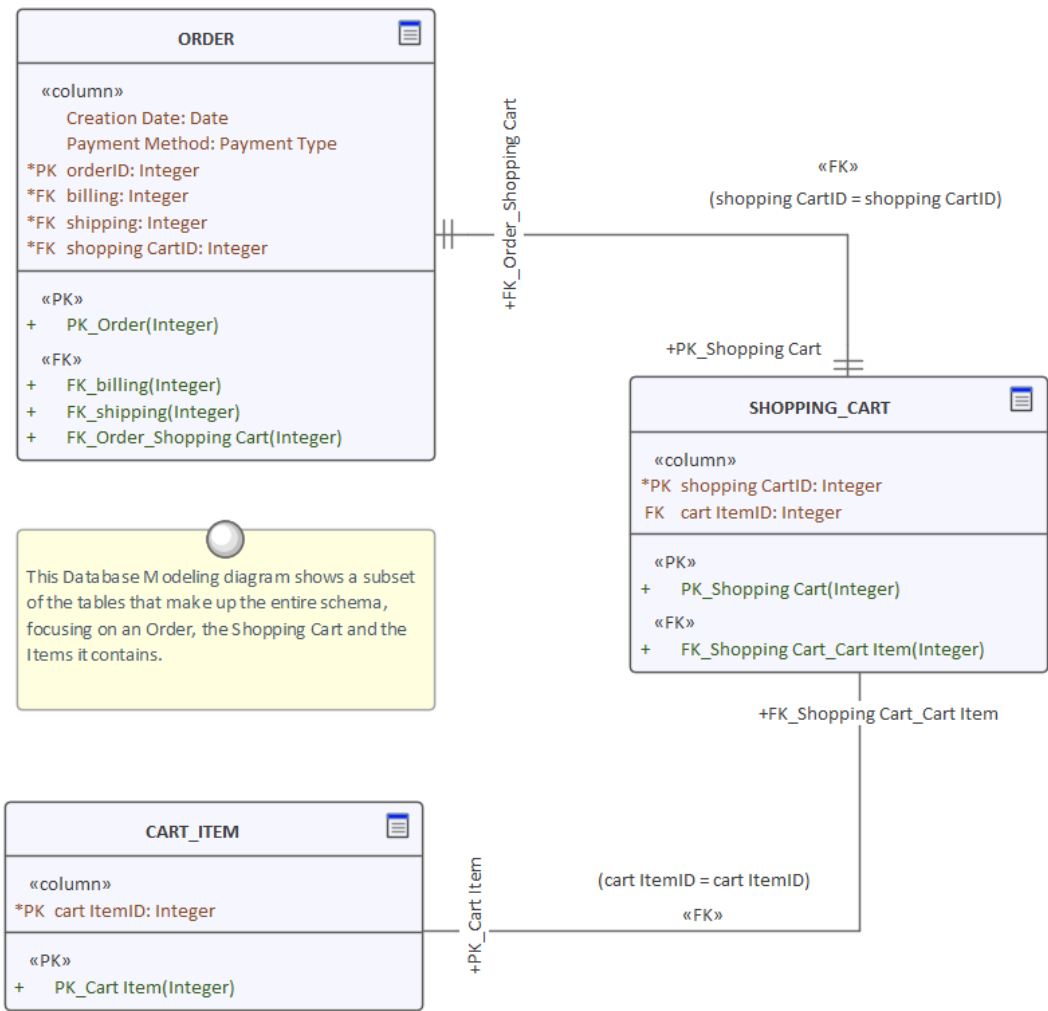 ORDER
«column»
Creation Date: Date
Payment Method: Payment Type
*PK orderID: Integer
*FK billing: Integer
*FK shipping: Integer
*FK shopping CartID: Integer
«PK»
+ PK_Order(Integer)
«FK»
+ FK_billing(Integer)
+ FK_shipping(Integer)
+ FK_Order_Shopping Cart(Integer)
+FK_Order_Shopping Cart
«FK»
(shopping CartID = shopping CartID)
+PK_Shopping Cart
SHOPPING_CART
«column»
*PK shopping CartID: Integer
FK cart ItemID: Integer
«PK»
+ PK_Shopping Cart(Integer)
«FK»
+ FK_Shopping Cart_Cart Item(Integer)
This Database Modeling diagram shows a subset
of the tables that make up the entire schema,
focusing on an Order, the Shopping Cart and the
Items it contains.
+FK_Shopping Cart_Cart Item
CART_ITEM
«column»
*PK cart ItemID: Integer
«PK»
+ PK_Cart Item(Integer)
+PK_Cart Item
(cart ItemID = cart ItemID)
«FK»